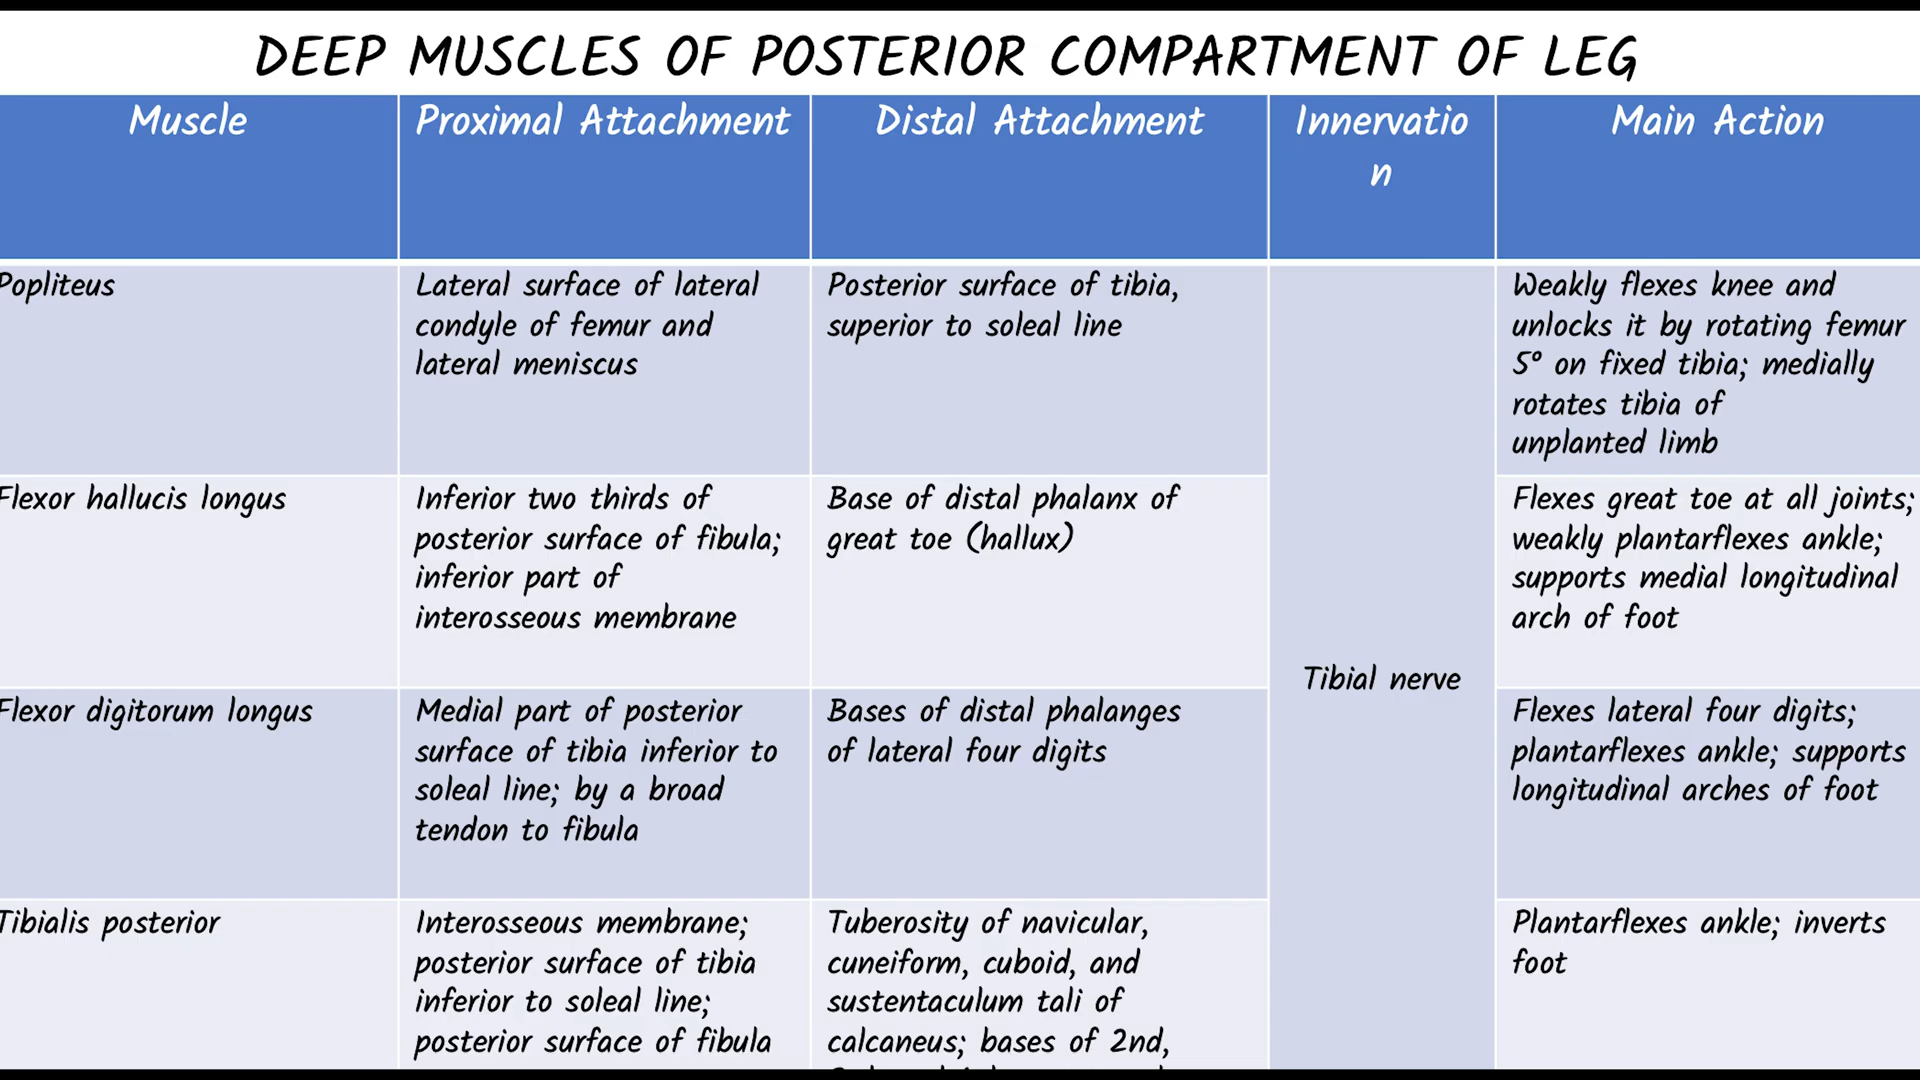 DEEP MUSCLES OF POSTERIOR COMPARTMENT OF LEG
Muscle
Proximal Attachment
Distal Attachment
Innervatio
n
Main Action
Popliteus
Lateral surface of lateral
condyle of femur and
lateral meniscus
Posterior surface of tibia,
superior to soleal line
Weakly flexes knee and
unlocks it by rotating femur
5° on fixed tibia; medially
rotates tibia of
unplanted limb
Flexor hallucis longus
Inferior two thirds of
posterior surface of fibula;
inferior part of
interosseous membrane
Base of distal phalanx of
great toe (hallux)
Flexes great toe at all joints;
weakly plantarflexes ankle;
supports medial longitudinal
arch of foot
Tibial nerve
Flexor digitorum longus
Medial part of posterior
surface of tibia inferior to
soleal line; by a broad
tendon to fibula
Bases of distal phalanges
of lateral four digits
Flexes lateral four digits;
plantarflexes ankle; supports
longitudinal arches of foot
Tibialis posterior
Interosseous membrane;
posterior surface of tibia
inferior to soleal line;
posterior surface of fibula
Tuberosity of navicular,
cuneiform, cuboid, and
sustentaculum tali of
calcaneus; bases of 2nd,
Plantarflexes ankle; inverts
foot